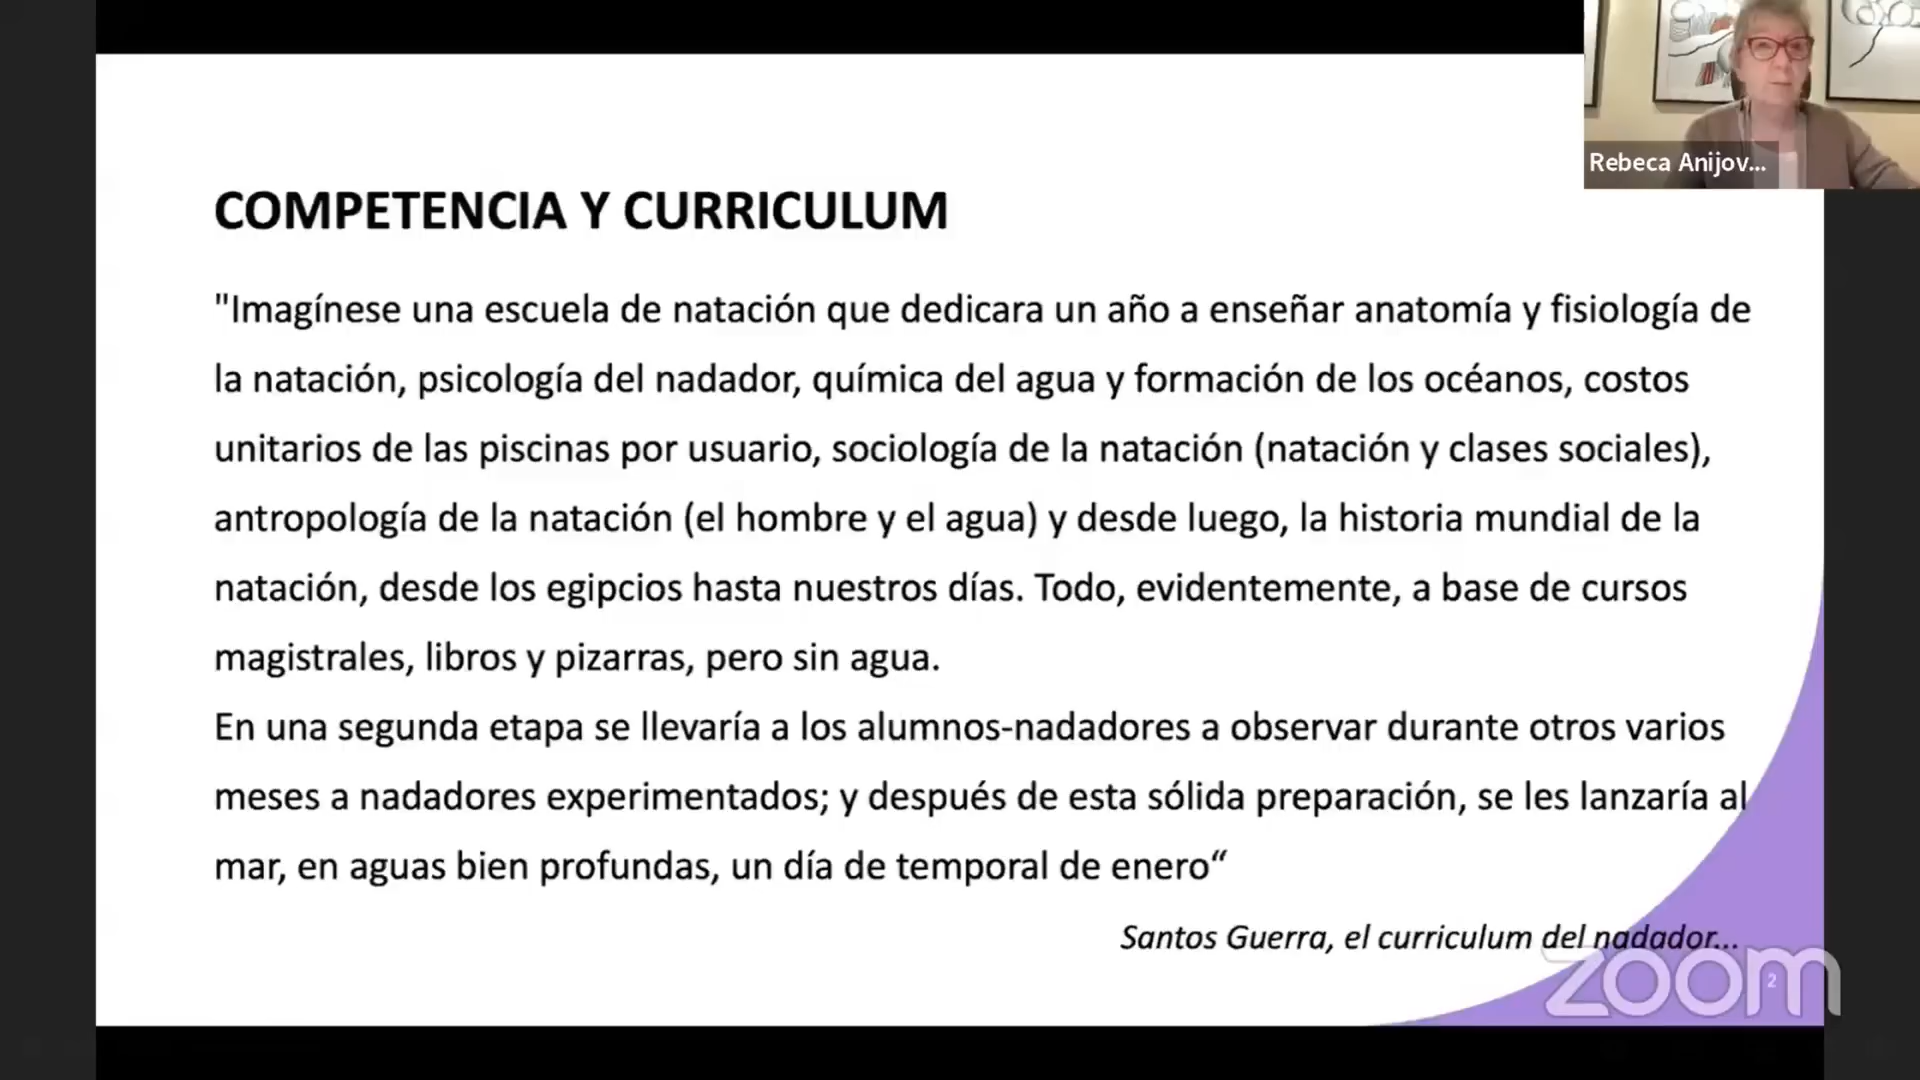 Rebeca Anijov...
COMPETENCIA Y CURRICULUM
"Imagínese una escuela de natación que dedicara un año a enseñar anatomía y fisiología de
la natación, psicología del nadador, química del agua y formación de los océanos, costos
unitarios de las piscinas por usuario, sociología de la natación (natación y clases sociales),
antropología de la natación (el hombre y el agua) y desde luego, la historia mundial de la
natación, desde los egipcios hasta nuestros días. Todo, evidentemente, a base de cursos
magistrales, libros y pizarras, pero sin agua.
En una segunda etapa se llevaría a los alumnos-nadadores a observar durante otros varios
meses a nadadores experimentados; y después de esta sólida preparación, se les lanzaría al
mar, en aguas bien profundas, un día de temporal de enero“
Santos Guerra, el curriculum del nadador...
zoom
2